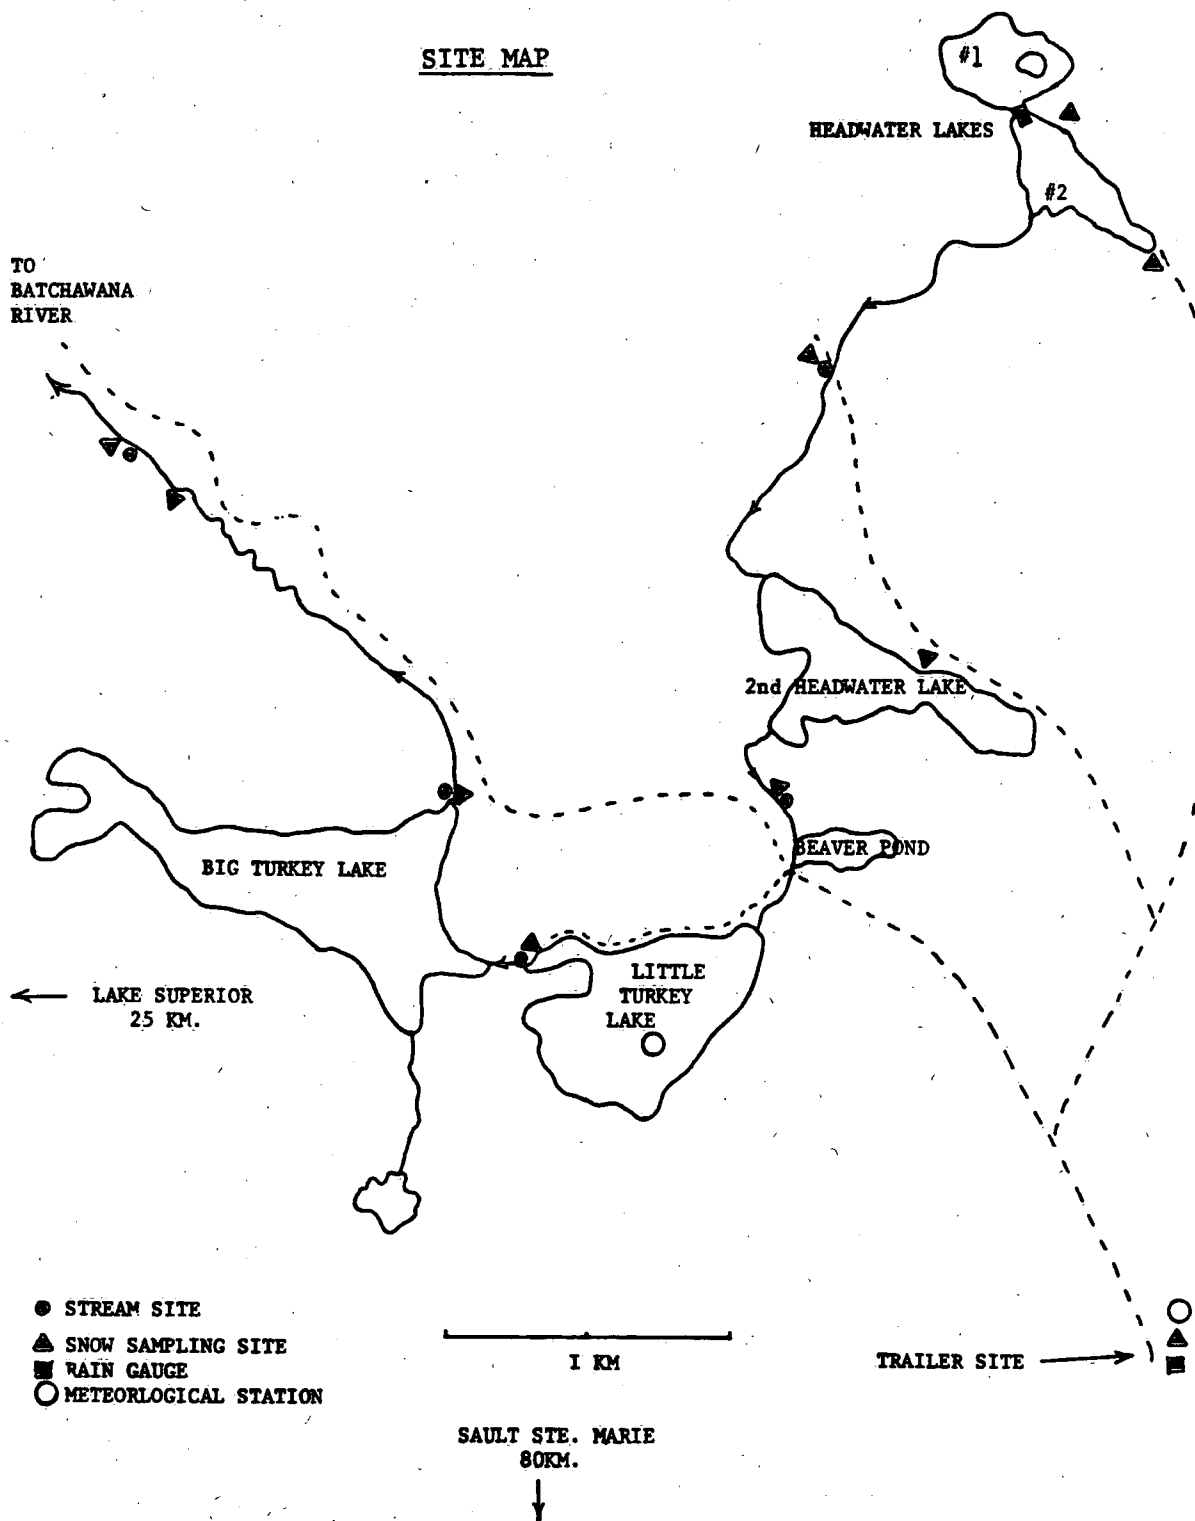 SITE MAP
#1
HEADWATER LAKES
#2
TO
BATCHAWANA
RIVER
2nd HEADWATER LAKE
BEAVER POND
BIG TURKEY LAKE
LITTLE
TURKEY
LAKE
LAKE SUPERIOR
25 KM.
STREAM SITE
SNOW SAMPLING SITE
RAIN GAUGE
METEORLOGICAL STATION
I KM
TRAILER SITE
SAULT STE. MARIE
80KM.